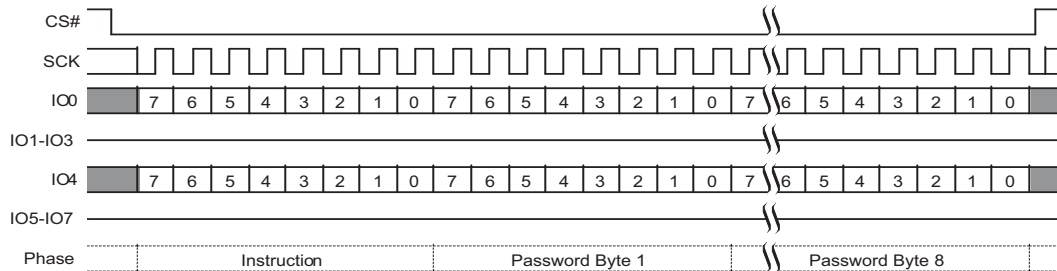 CS#
SCK
IO0 7 6 5 4 3 2 1 0 7 6 5 4 3 2 1 0 7 6 5 4 3 2 1 0
IO1-IO3
IO4 7 6 5 4 3 2 1 0 7 6 5 4 3 2 1 0 7 6 5 4 3 2 1 0
IO5-IO7
Phase Instruction Password Byte 1 Password Byte 8